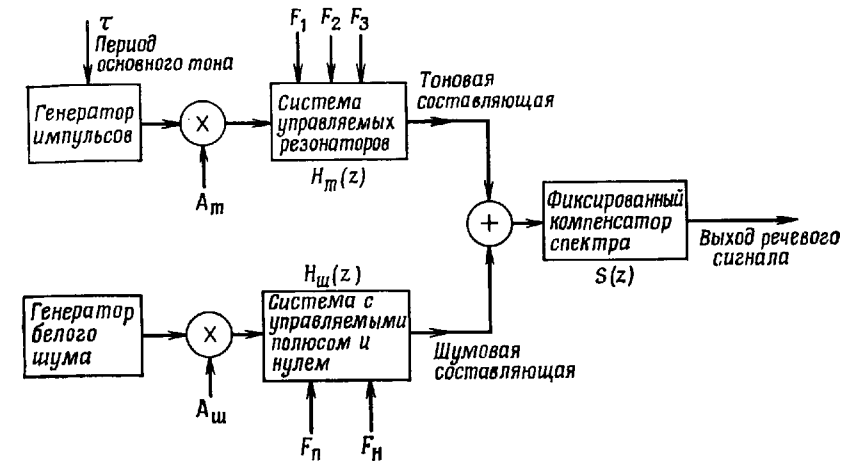 τ
Период
основного тона
F1 F2 F3
Генератор
импульсов
×
Aт
Система
управляемых
резонаторов
Hт(z)
Тоновая
составляющая
+
Фиксированный
компенсатор
спектра
S(z)
Выход речевого
сигнала
Генератор
белого
шума
×
Aш
Hш(z)
Система с
управляемыми
полюсом и
нулем
Fп Fн
Шумовая
составляющая